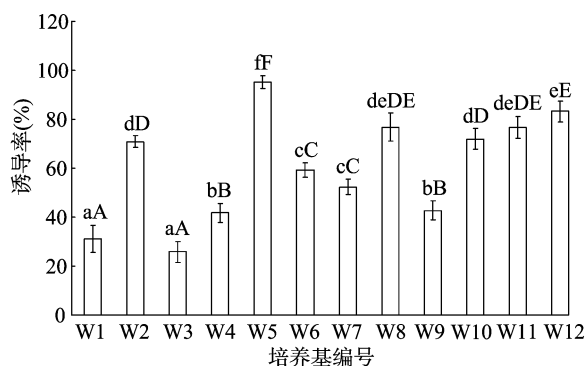 120
100
80
60
40
20
0
诱导率(%)
aA
dD
aA
bB
fF
cC
cC
deDE
bB
dD
deDE
eE
W1 W2 W3 W4 W5 W6 W7 W8 W9 W10 W11 W12
培养基编号